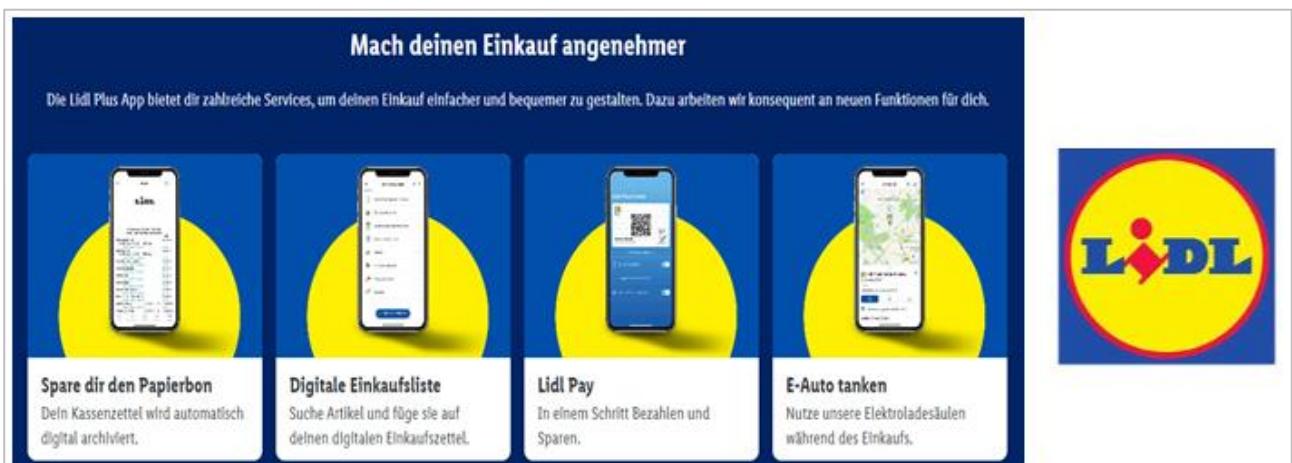 Mach deinen Einkauf angenehmer
Die Lidl Plus App bietet dir zahlreiche Services, um deinen Einkauf einfacher und bequemer zu gestalten. Dazu arbeiten wir konsequent an neuen Funktionen für dich.
LIDL
Spare dir den Papierbon
Dein Kassenzettel wird automatisch
digital archiviert.
Digitale Einkaufsliste
Suche Artikel und füge sie auf
deinen digitalen Einkaufszettel.
Lidl Pay
In einem Schritt Bezahlen und
Sparen.
E-Auto tanken
Nutze unsere Elektroladesäulen
während des Einkaufs.